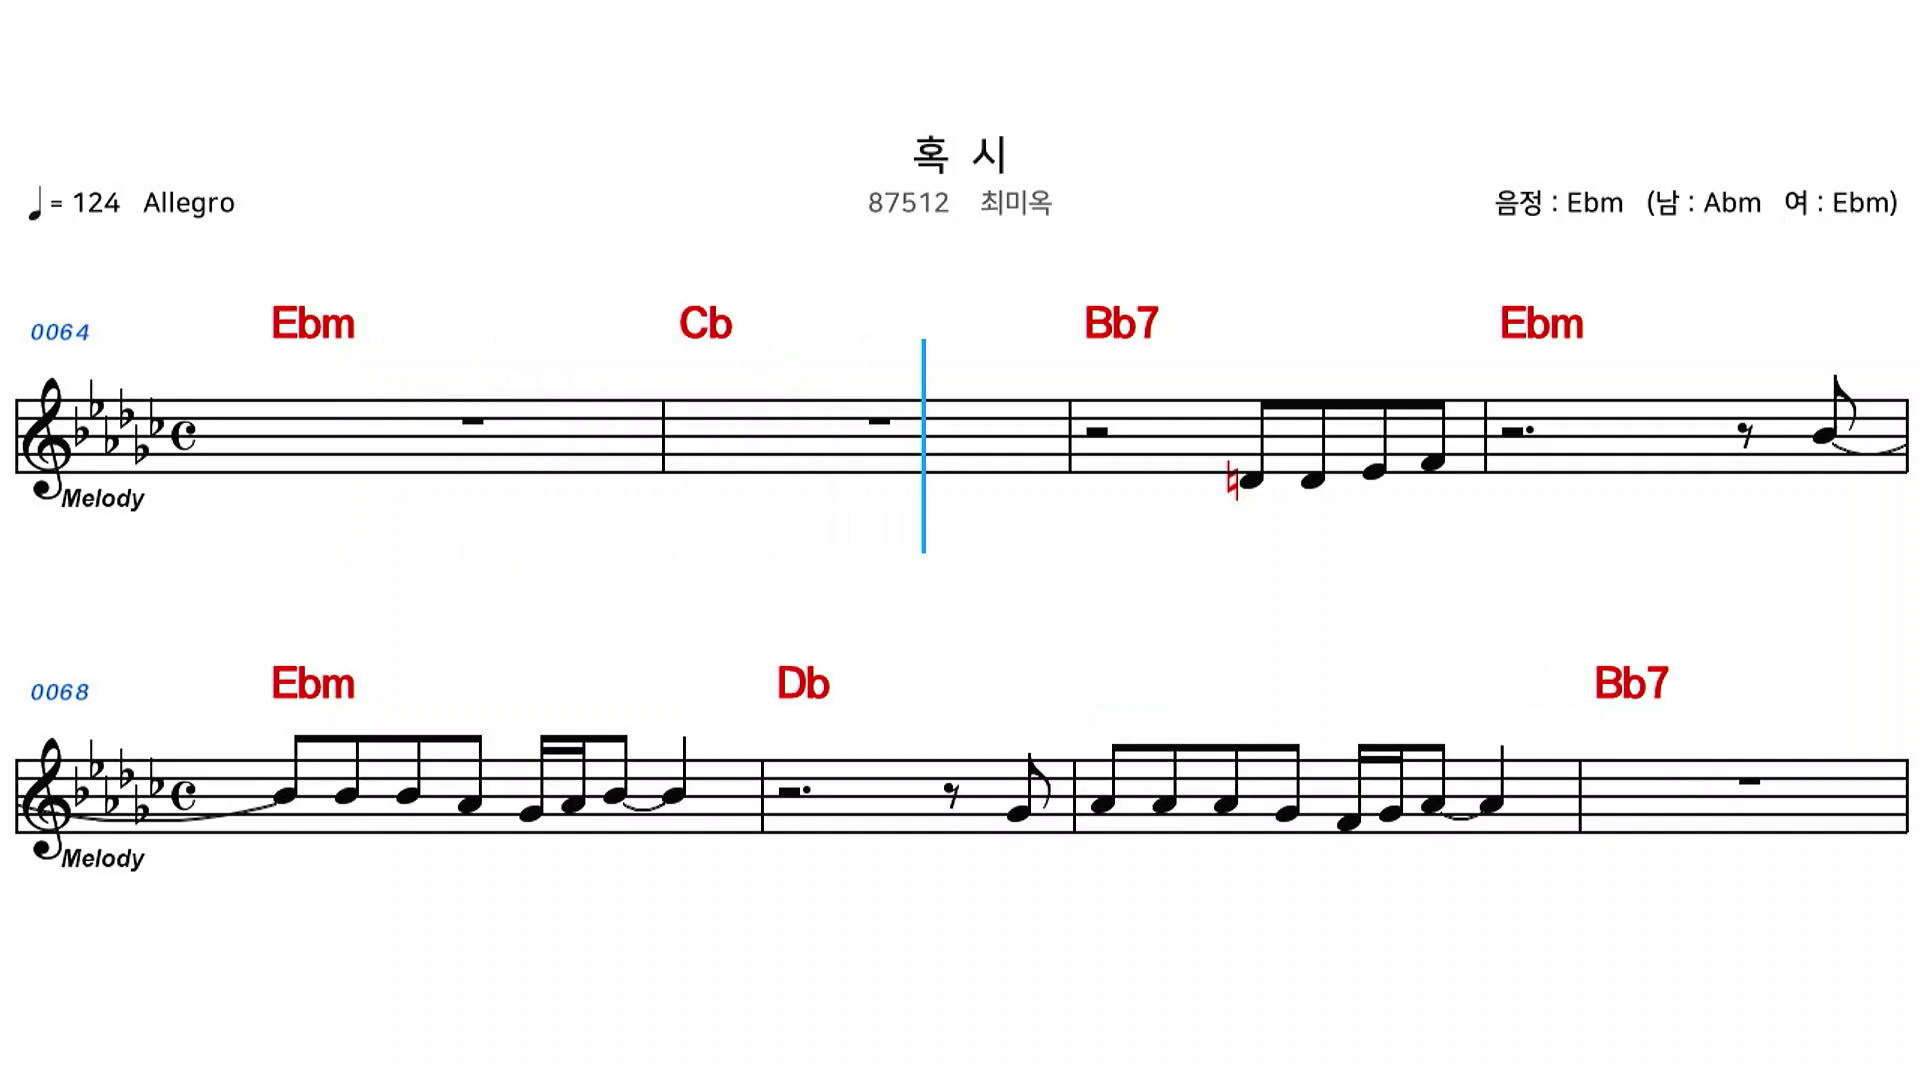 혹 시
♩ = 124 Allegro 87512 최미옥 음정 : Ebm (남 : Abm 여 : Ebm)
0064 Ebm Cb Bb7 Ebm
Melody
0068 Ebm Db Bb7
Melody